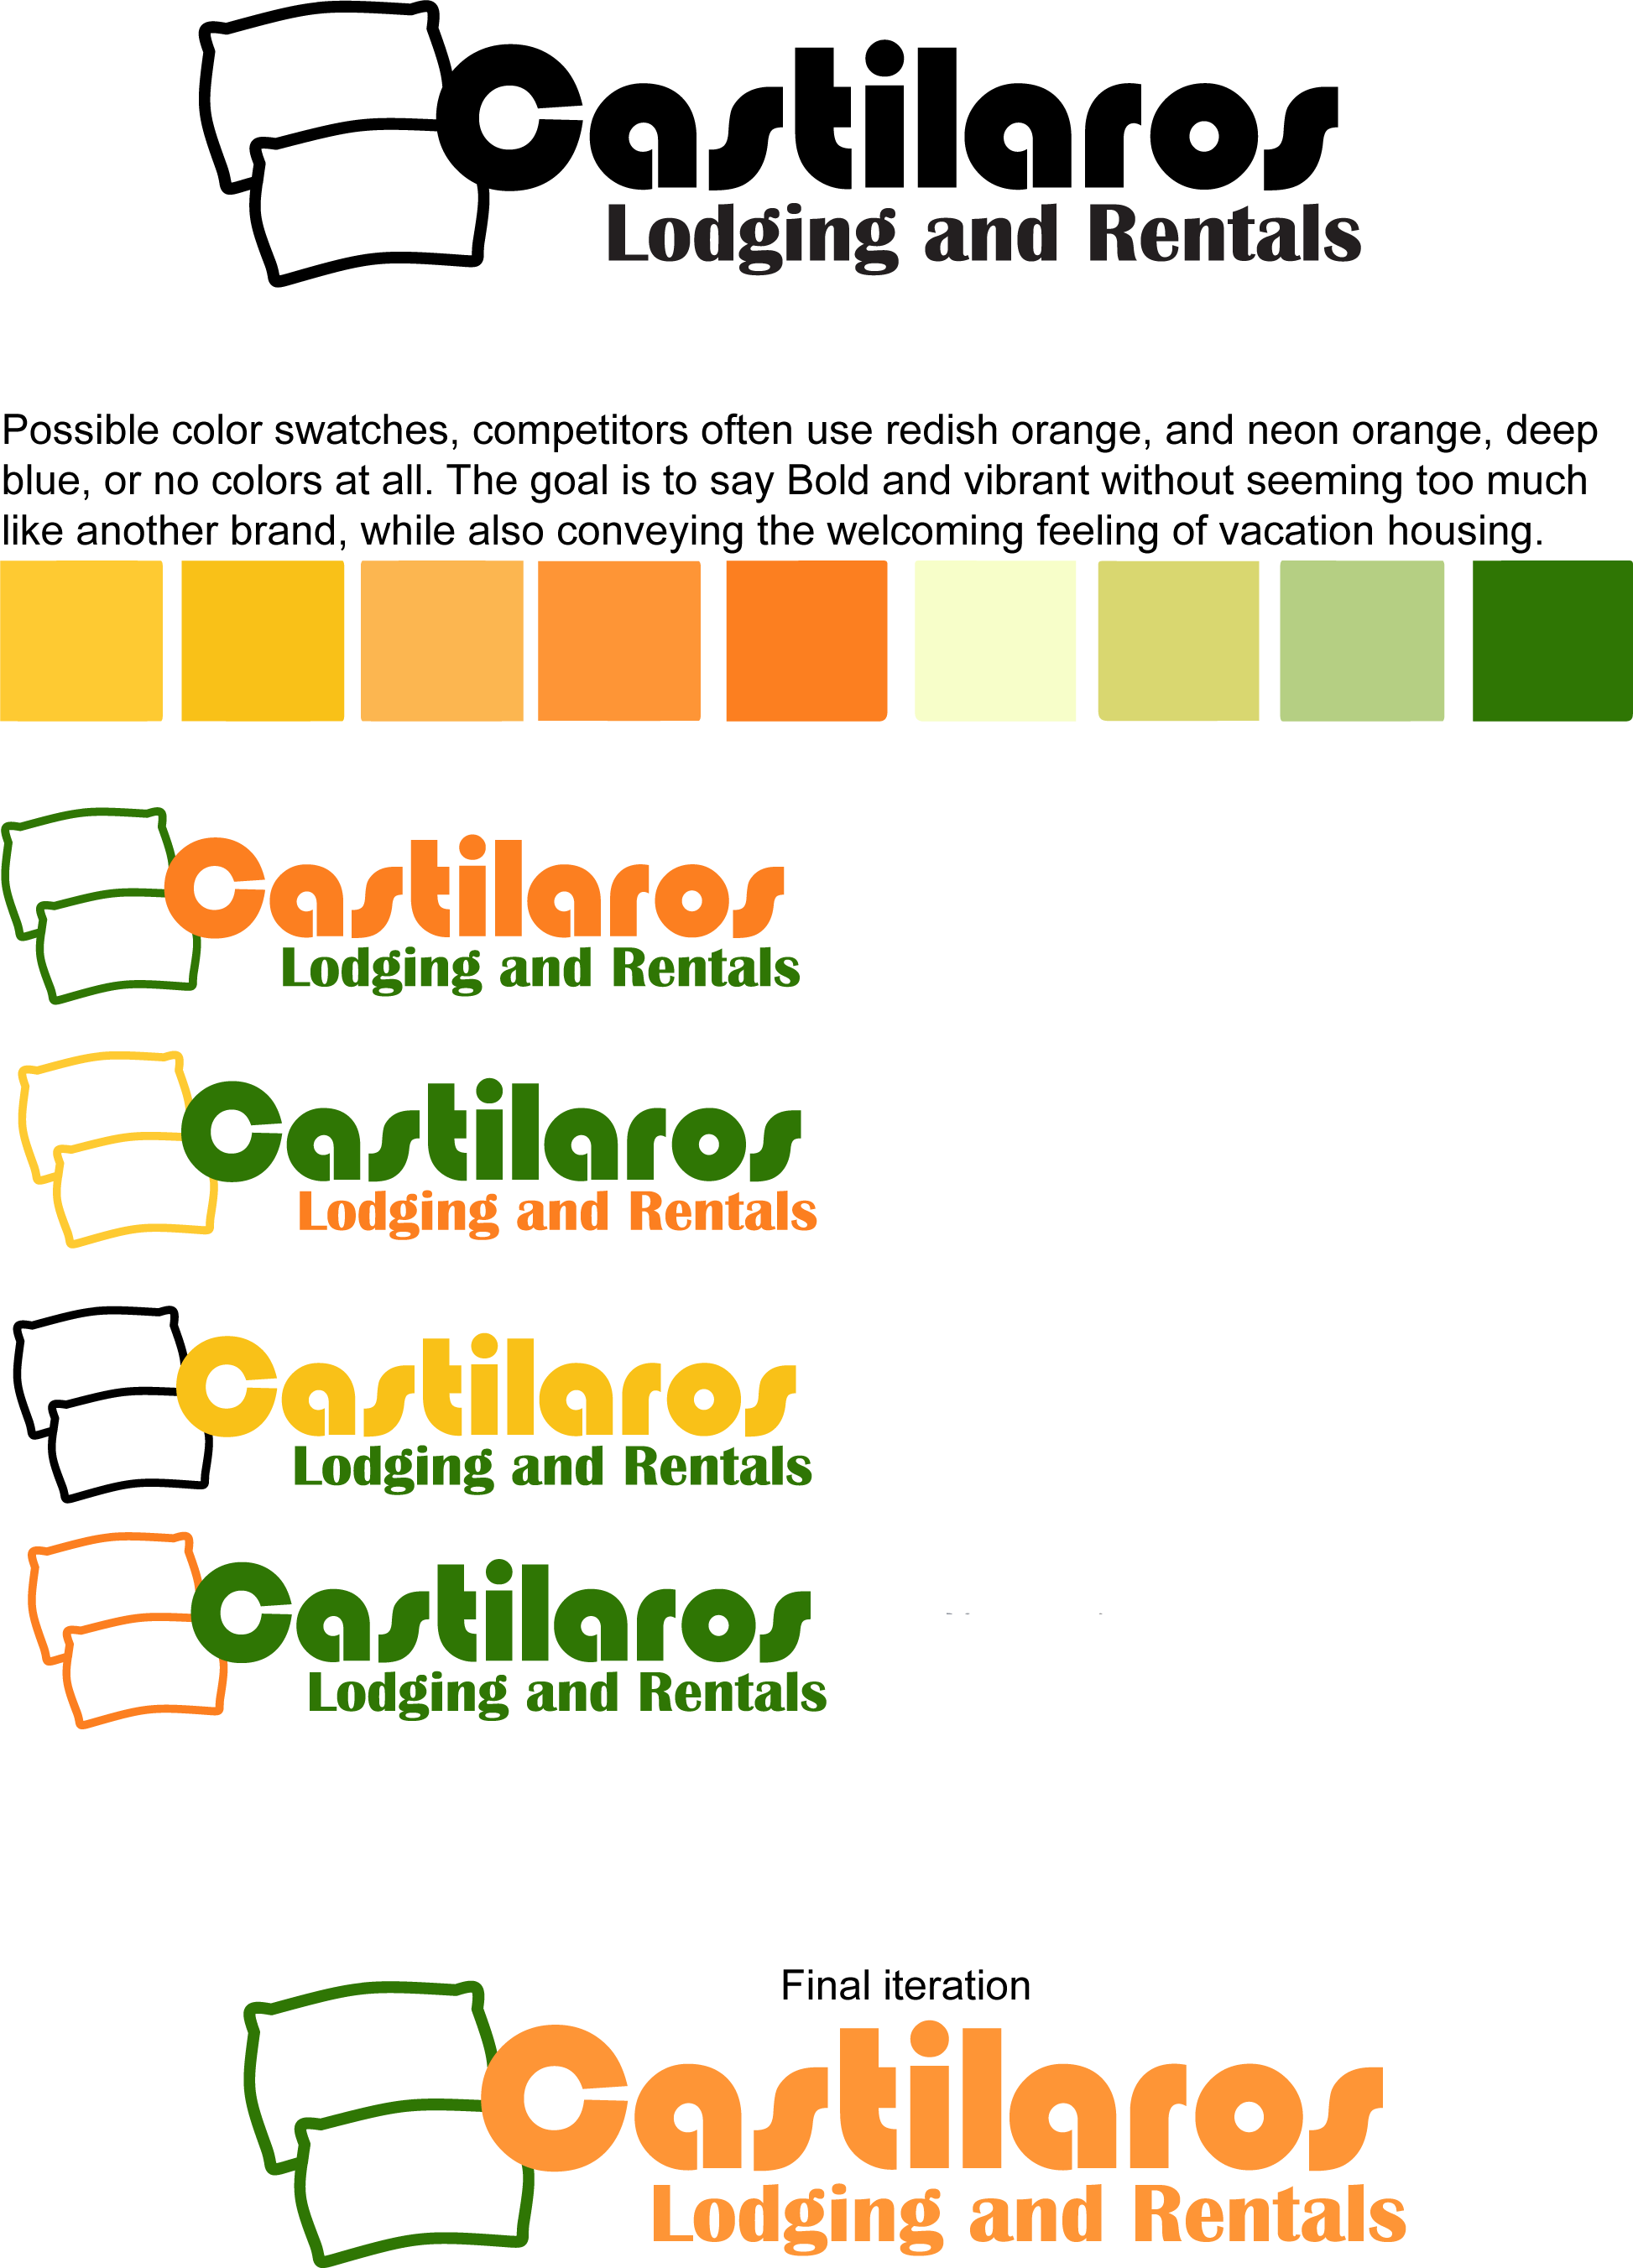 Castilaros
Lodging and Rentals
Possible color swatches, competitors often use redish orange, and neon orange, deep
blue, or no colors at all. The goal is to say Bold and vibrant without seeming too much
like another brand, while also conveying the welcoming feeling of vacation housing.
Castilaros
Lodging and Rentals
Castilaros
Lodging and Rentals
Castilaros
Lodging and Rentals
Castilaros
Lodging and Rentals
Final iteration
Castilaros
Lodging and Rentals